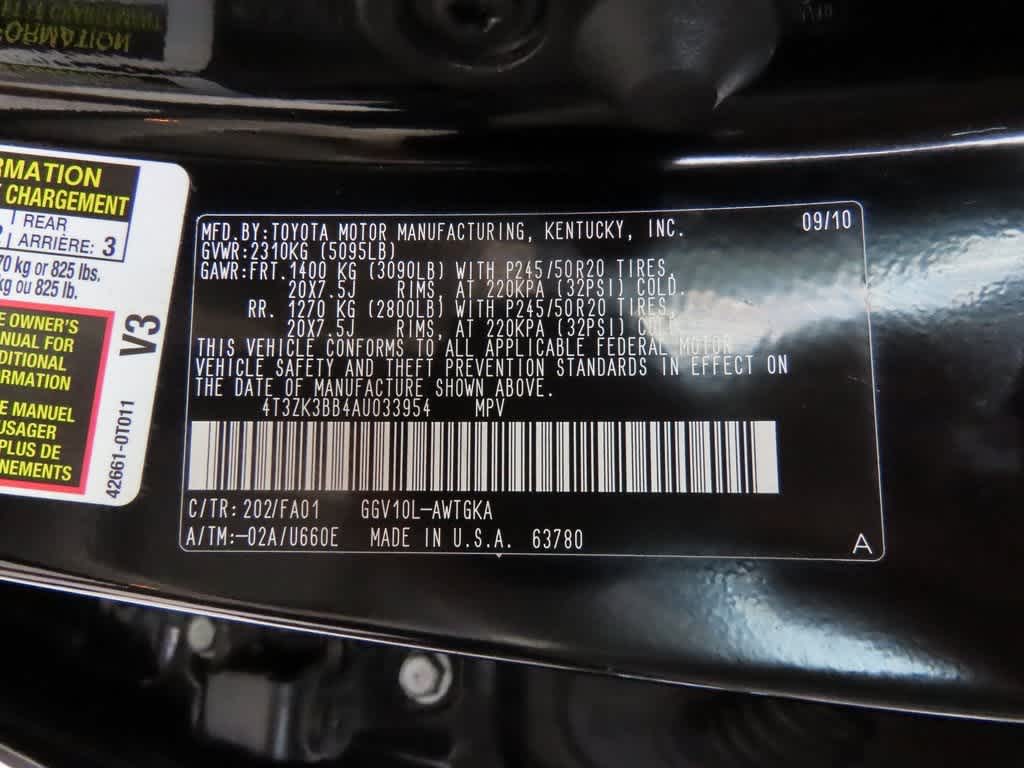 RMATION
CHARGEMENT
REAR
ARRIÈRE: 3
70 kg or 825 lbs.
kg ou 825 lb.
E OWNER'S
NUAL FOR
DITIONAL
ORMATION
E MANUEL
USAGER
PLUS DE
NEMENTS
V3
42661-0T011
MFD.BY:TOYOTA MOTOR MANUFACTURING, KENTUCKY, INC. 09/10
GVWR:2310KG (5095LB)
GAWR:FRT.1400 KG (3090LB) WITH P245/50R20 TIRES,
20X7.5J RIMS, AT 220KPA (32PSI) COLD.
RR. 1270 KG (2800LB) WITH P245/50R20 TIRES,
20X7.5J RIMS, AT 220KPA (32PSI) COLD.
THIS VEHICLE CONFORMS TO ALL APPLICABLE FEDERAL MOTOR
VEHICLE SAFETY AND THEFT PREVENTION STANDARDS IN EFFECT ON
THE DATE OF MANUFACTURE SHOWN ABOVE.
4T3ZK3BB4AU033954 MPV
C/TR:202/FA01 GGV10L-AWTGKA
A/TM:-02A/U660E MADE IN U.S.A. 63780
A